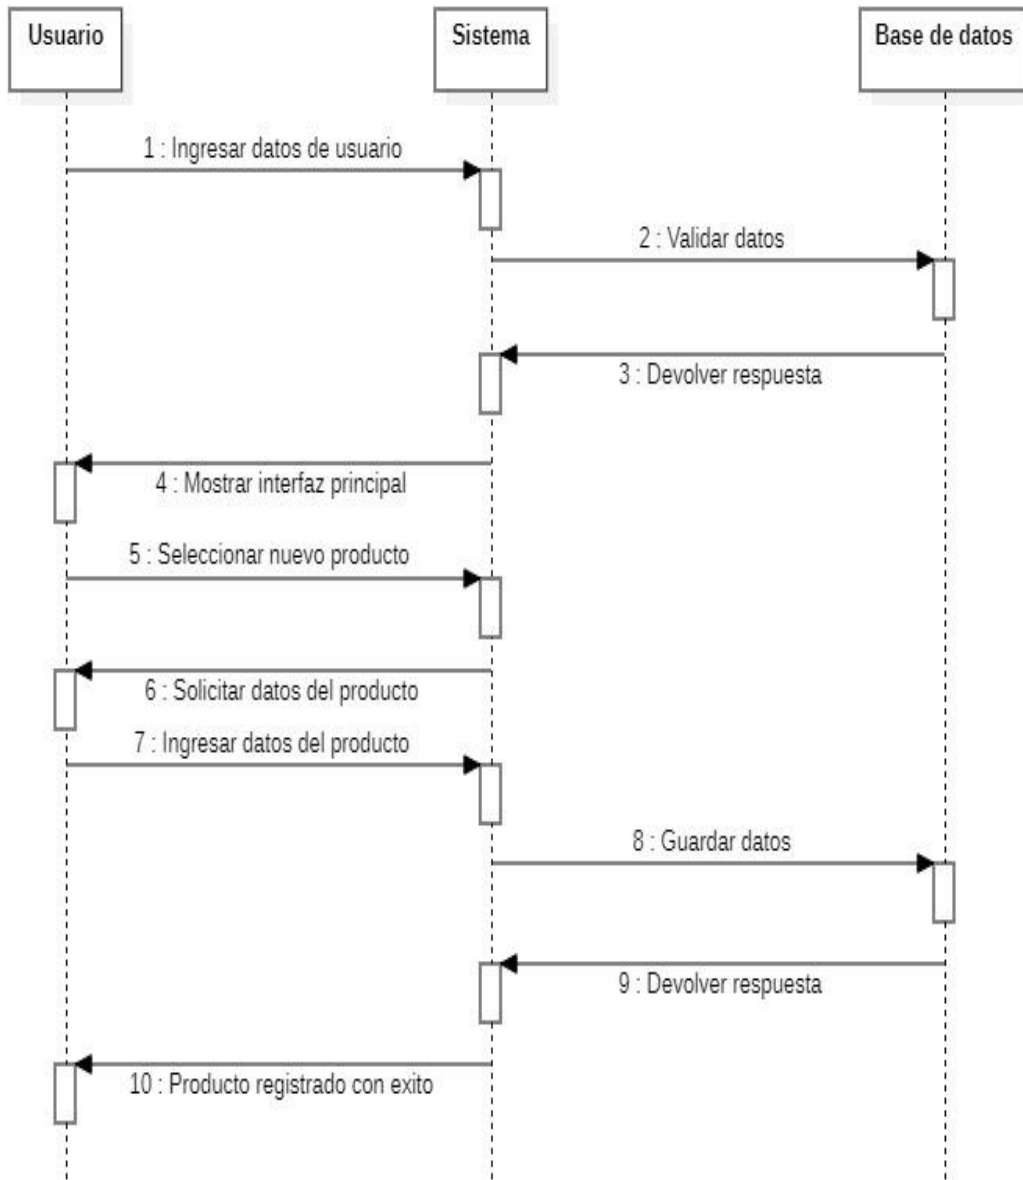 Usuario
Sistema
Base de datos
1 : Ingresar datos de usuario
2 : Validar datos
3 : Devolver respuesta
4 : Mostrar interfaz principal
5 : Seleccionar nuevo producto
6 : Solicitar datos del producto
7 : Ingresar datos del producto
8 : Guardar datos
9 : Devolver respuesta
10 : Producto registrado con exito